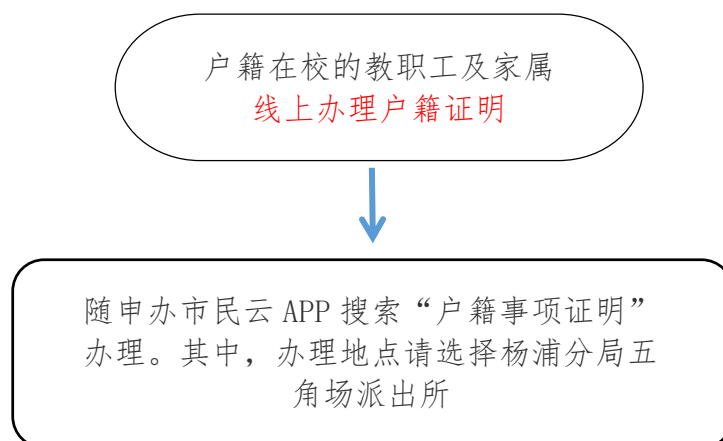 户籍在校的教职工及家属
线上办理户籍证明
随申办市民云 APP 搜索“户籍事项证明”
办理。其中，办理地点请选择杨浦分局五
角场派出所